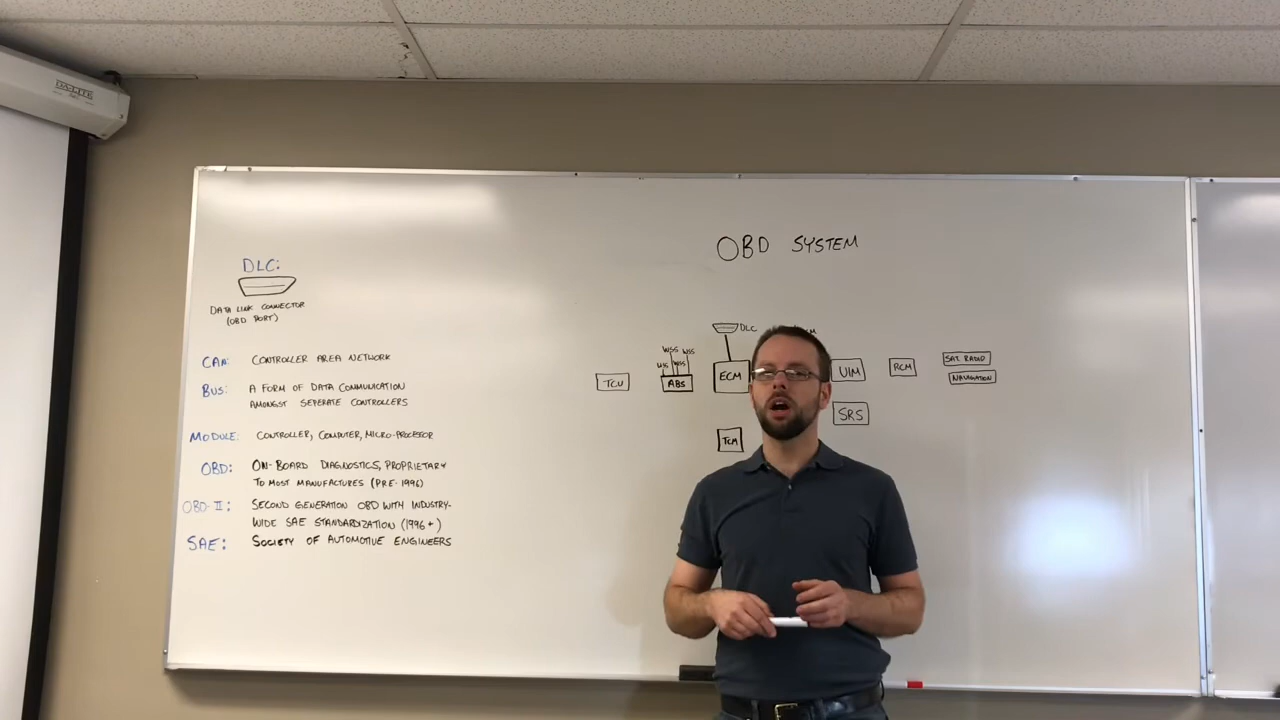 DA-LITE
OBD SYSTEM
DLC:
DATA LINK CONNECTOR
(OBD PORT)
CAN: CONTROLLER AREA NETWORK
BUS: A FORM OF DATA COMMUNICATION
AMONGST SEPERATE CONTROLLERS
MODULE: CONTROLLER, COMPUTER, MICRO-PROCESOR
OBD: ON-BOARD DIAGNOSTICS, PROPRIETARY
TO MOST MANUFACTURES (PRE-1996)
OBD-II: SECOND GENERATION OBD WITH INDUSTRY-
WIDE SAE STANDARDIZATION (1996+)
SAE: SOCIETY OF AUTOMOTIVE ENGINEERS
DLC
WSS WSS
WSS WSS
TCU
ABS
ECM
UIM
RCM
SAT RADIO
NAVIGATION
SRS
TCM